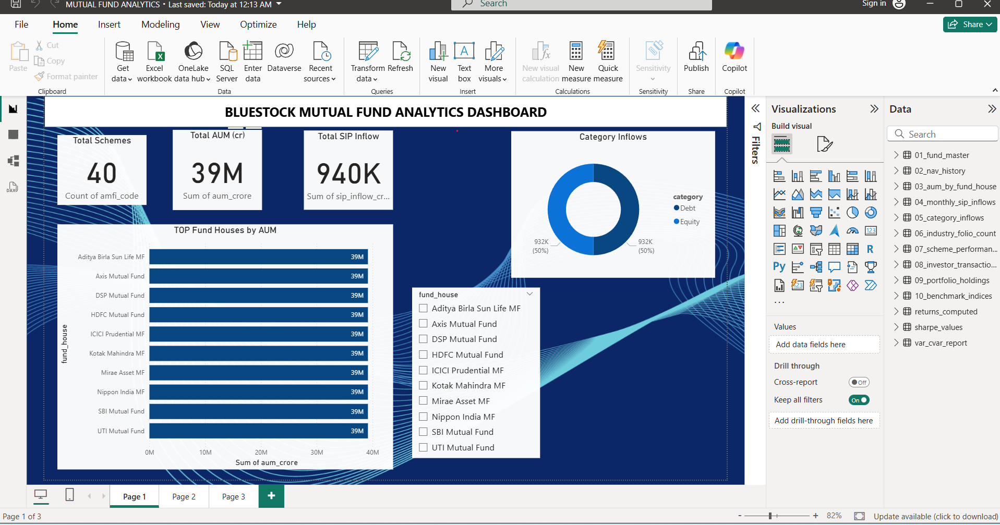 MUTUAL FUND ANALYTICS • Last saved: Today at 12:13 AM
Search
Sign in
File
Home
Insert
Modeling
View
Optimize
Help
Share
Paste
Cut
Copy
Format painter
Get data
Excel workbook
OneLake data hub
SQL Server
Enter data
Dataverse
Recent sources
Transform data
Refresh
New visual
Text box
More visuals
New visual calculation
New measure
Quick measure
Sensitivity
Publish
Copilot
Clipboard
Data
Queries
Insert
Calculations
Sensitivity
Share
Copilot
DAX
BLUESTOCK MUTUAL FUND ANALYTICS DASHBOARD
Total Schemes
40
Count of amfi_code
Total AUM (cr)
39M
Sum of aum_crore
Total SIP Inflow
940K
Sum of sip_inflow_cr...
Category Inflows
932K
(50%)
932K
(50%)
category
Debt
Equity
TOP Fund Houses by AUM
fund_house
Aditya Birla Sun Life MF 39M
Axis Mutual Fund 39M
DSP Mutual Fund 39M
HDFC Mutual Fund 39M
ICICI Prudential MF 39M
Kotak Mahindra MF 39M
Mirae Asset MF 39M
Nippon India MF 39M
SBI Mutual Fund 39M
UTI Mutual Fund 39M
0M 10M 20M 30M 40M
Sum of aum_crore
fund_house
Aditya Birla Sun Life MF
Axis Mutual Fund
DSP Mutual Fund
HDFC Mutual Fund
ICICI Prudential MF
Kotak Mahindra MF
Mirae Asset MF
Nippon India MF
SBI Mutual Fund
UTI Mutual Fund
Filters
Visualizations
Build visual
123
R
Py
123
...
Values
Add data fields here
Drill through
Cross-report
Off
Keep all filters
On
Add drill-through fields here
Data
Search
01_fund_master
02_nav_history
03_aum_by_fund_house
04_monthly_sip_inflows
05_category_inflows
06_industry_folio_count
07_scheme_performan...
08_investor_transactio...
09_portfolio_holdings
10_benchmark_indices
returns_computed
sharpe_values
var_cvar_report
Page 1
Page 2
Page 3
+
Page 1 of 3
- + 82%
Update available (click to download)